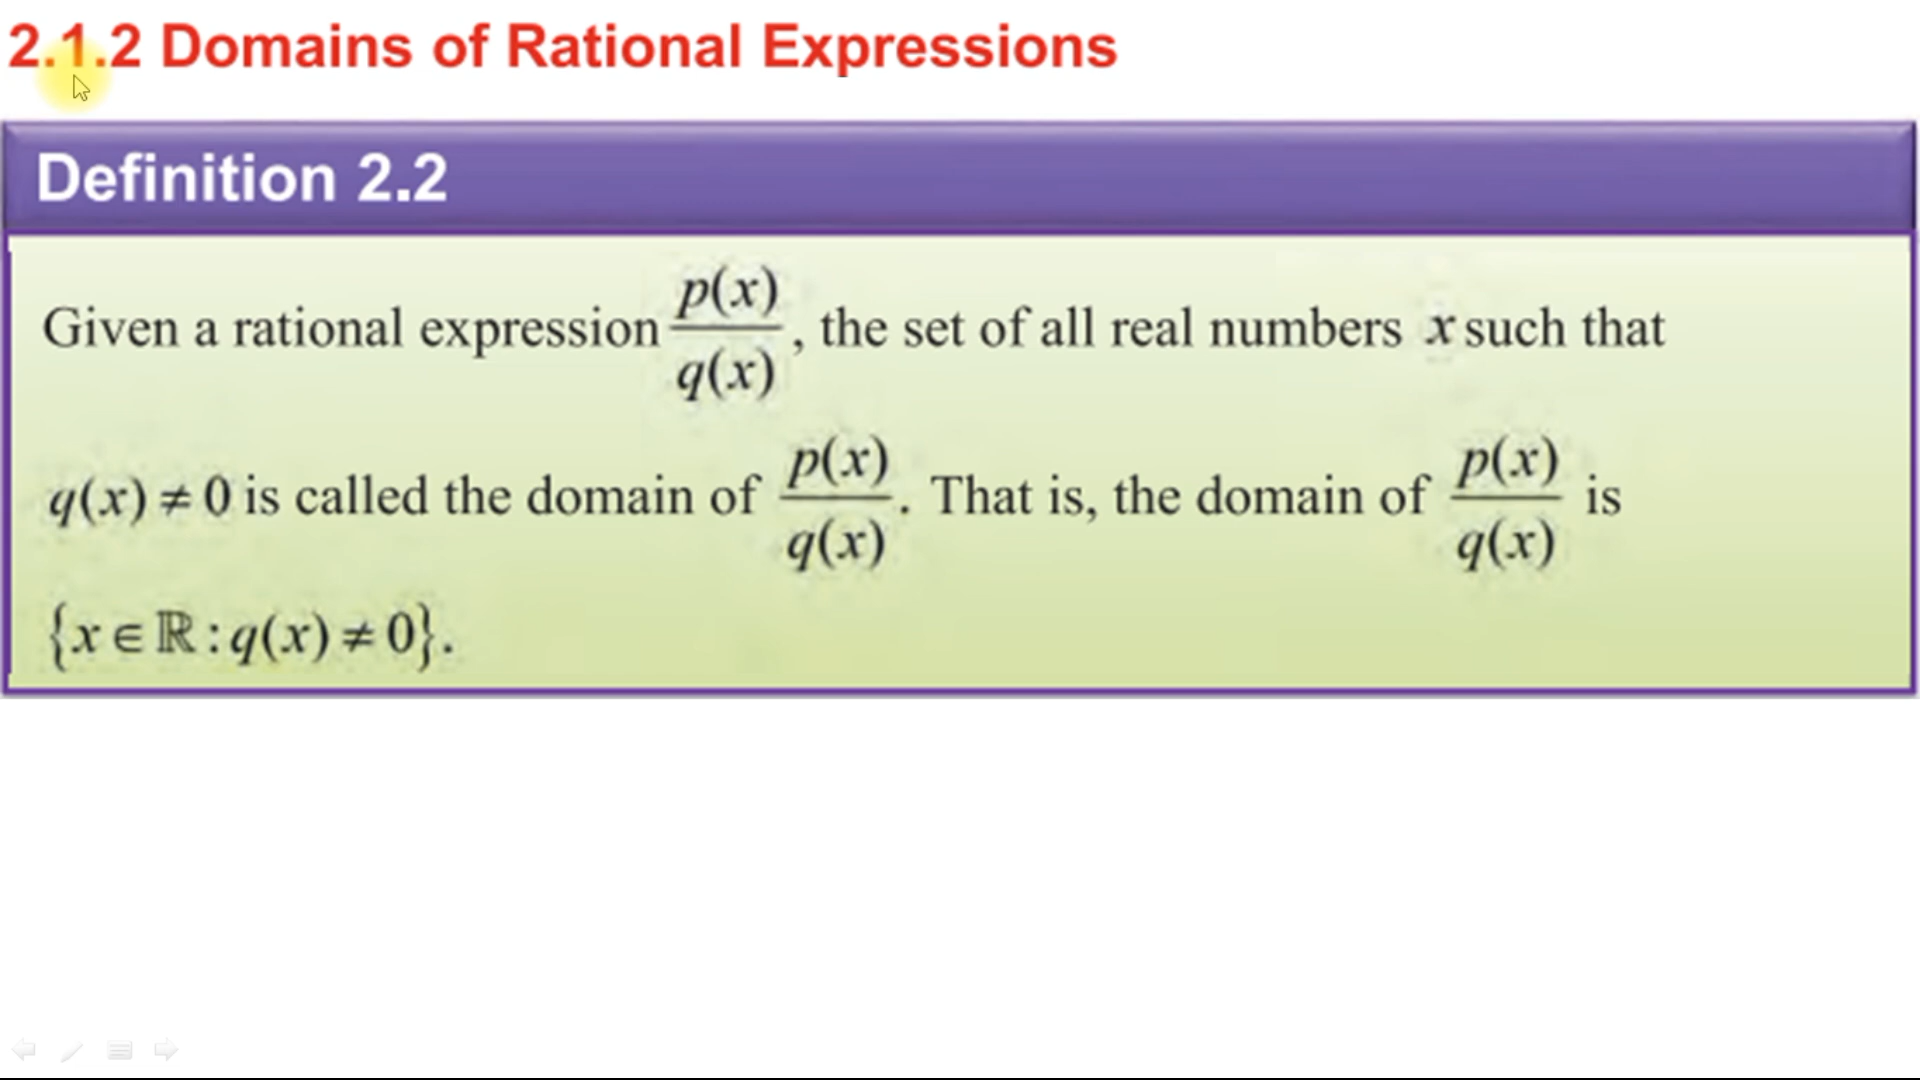 2.1.2 Domains of Rational Expressions
Definition 2.2
Given a rational expression p(x)/q(x), the set of all real numbers x such that
q(x) ≠ 0 is called the domain of p(x)/q(x). That is, the domain of p(x)/q(x) is
{x ∈ ℝ : q(x) ≠ 0}.